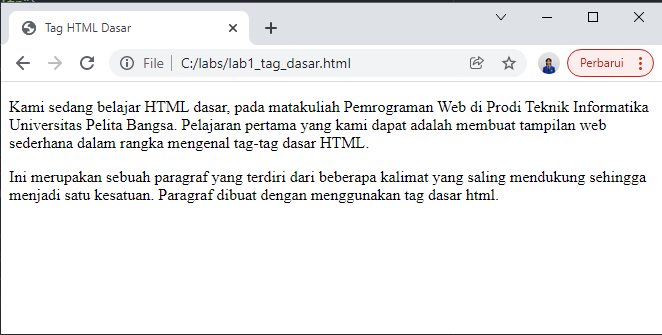 Tag HTML Dasar
File
C:/labs/lab1_tag_dasar.html
Perbarui
Kami sedang belajar HTML dasar, pada matakuliah Pemrograman Web di Prodi Teknik Informatika
Universitas Pelita Bangsa. Pelajaran pertama yang kami dapat adalah membuat tampilan web
sederhana dalam rangka mengenal tag-tag dasar HTML.
Ini merupakan sebuah paragraf yang terdiri dari beberapa kalimat yang saling mendukung sehingga
menjadi satu kesatuan. Paragraf dibuat dengan menggunakan tag dasar html.